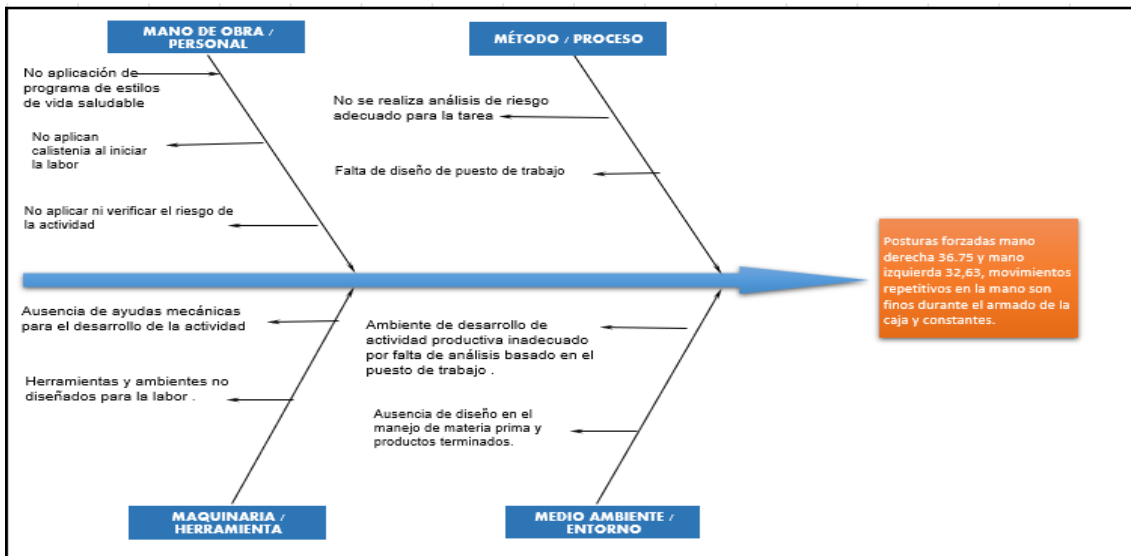 MANO DE OBRA /
PERSONAL
MÉTODO / PROCESO
No aplicación de
programa de estilos
de vida saludable
No aplican
calistenia al iniciar
la labor
No aplicar ni verificar el riesgo de
la actividad
No se realiza análisis de riesgo
adecuado para la tarea
Falta de diseño de puesto de trabajo
Posturas forzadas mano
derecha 36.75 y mano
izquierda 32,63, movimientos
repetitivos en la mano son
finos durante el armado de la
caja y constantes.
Ausencia de ayudas mecánicas
para el desarrollo de la actividad
Herramientas y ambientes no
diseñados para la labor .
Ambiente de desarrollo de
actividad productiva inadecuado
por falta de análisis basado en el
puesto de trabajo .
Ausencia de diseño en el
manejo de materia prima y
productos terminados.
MAQUINARIA /
HERRAMIENTA
MEDIO AMBIENTE /
ENTORNO